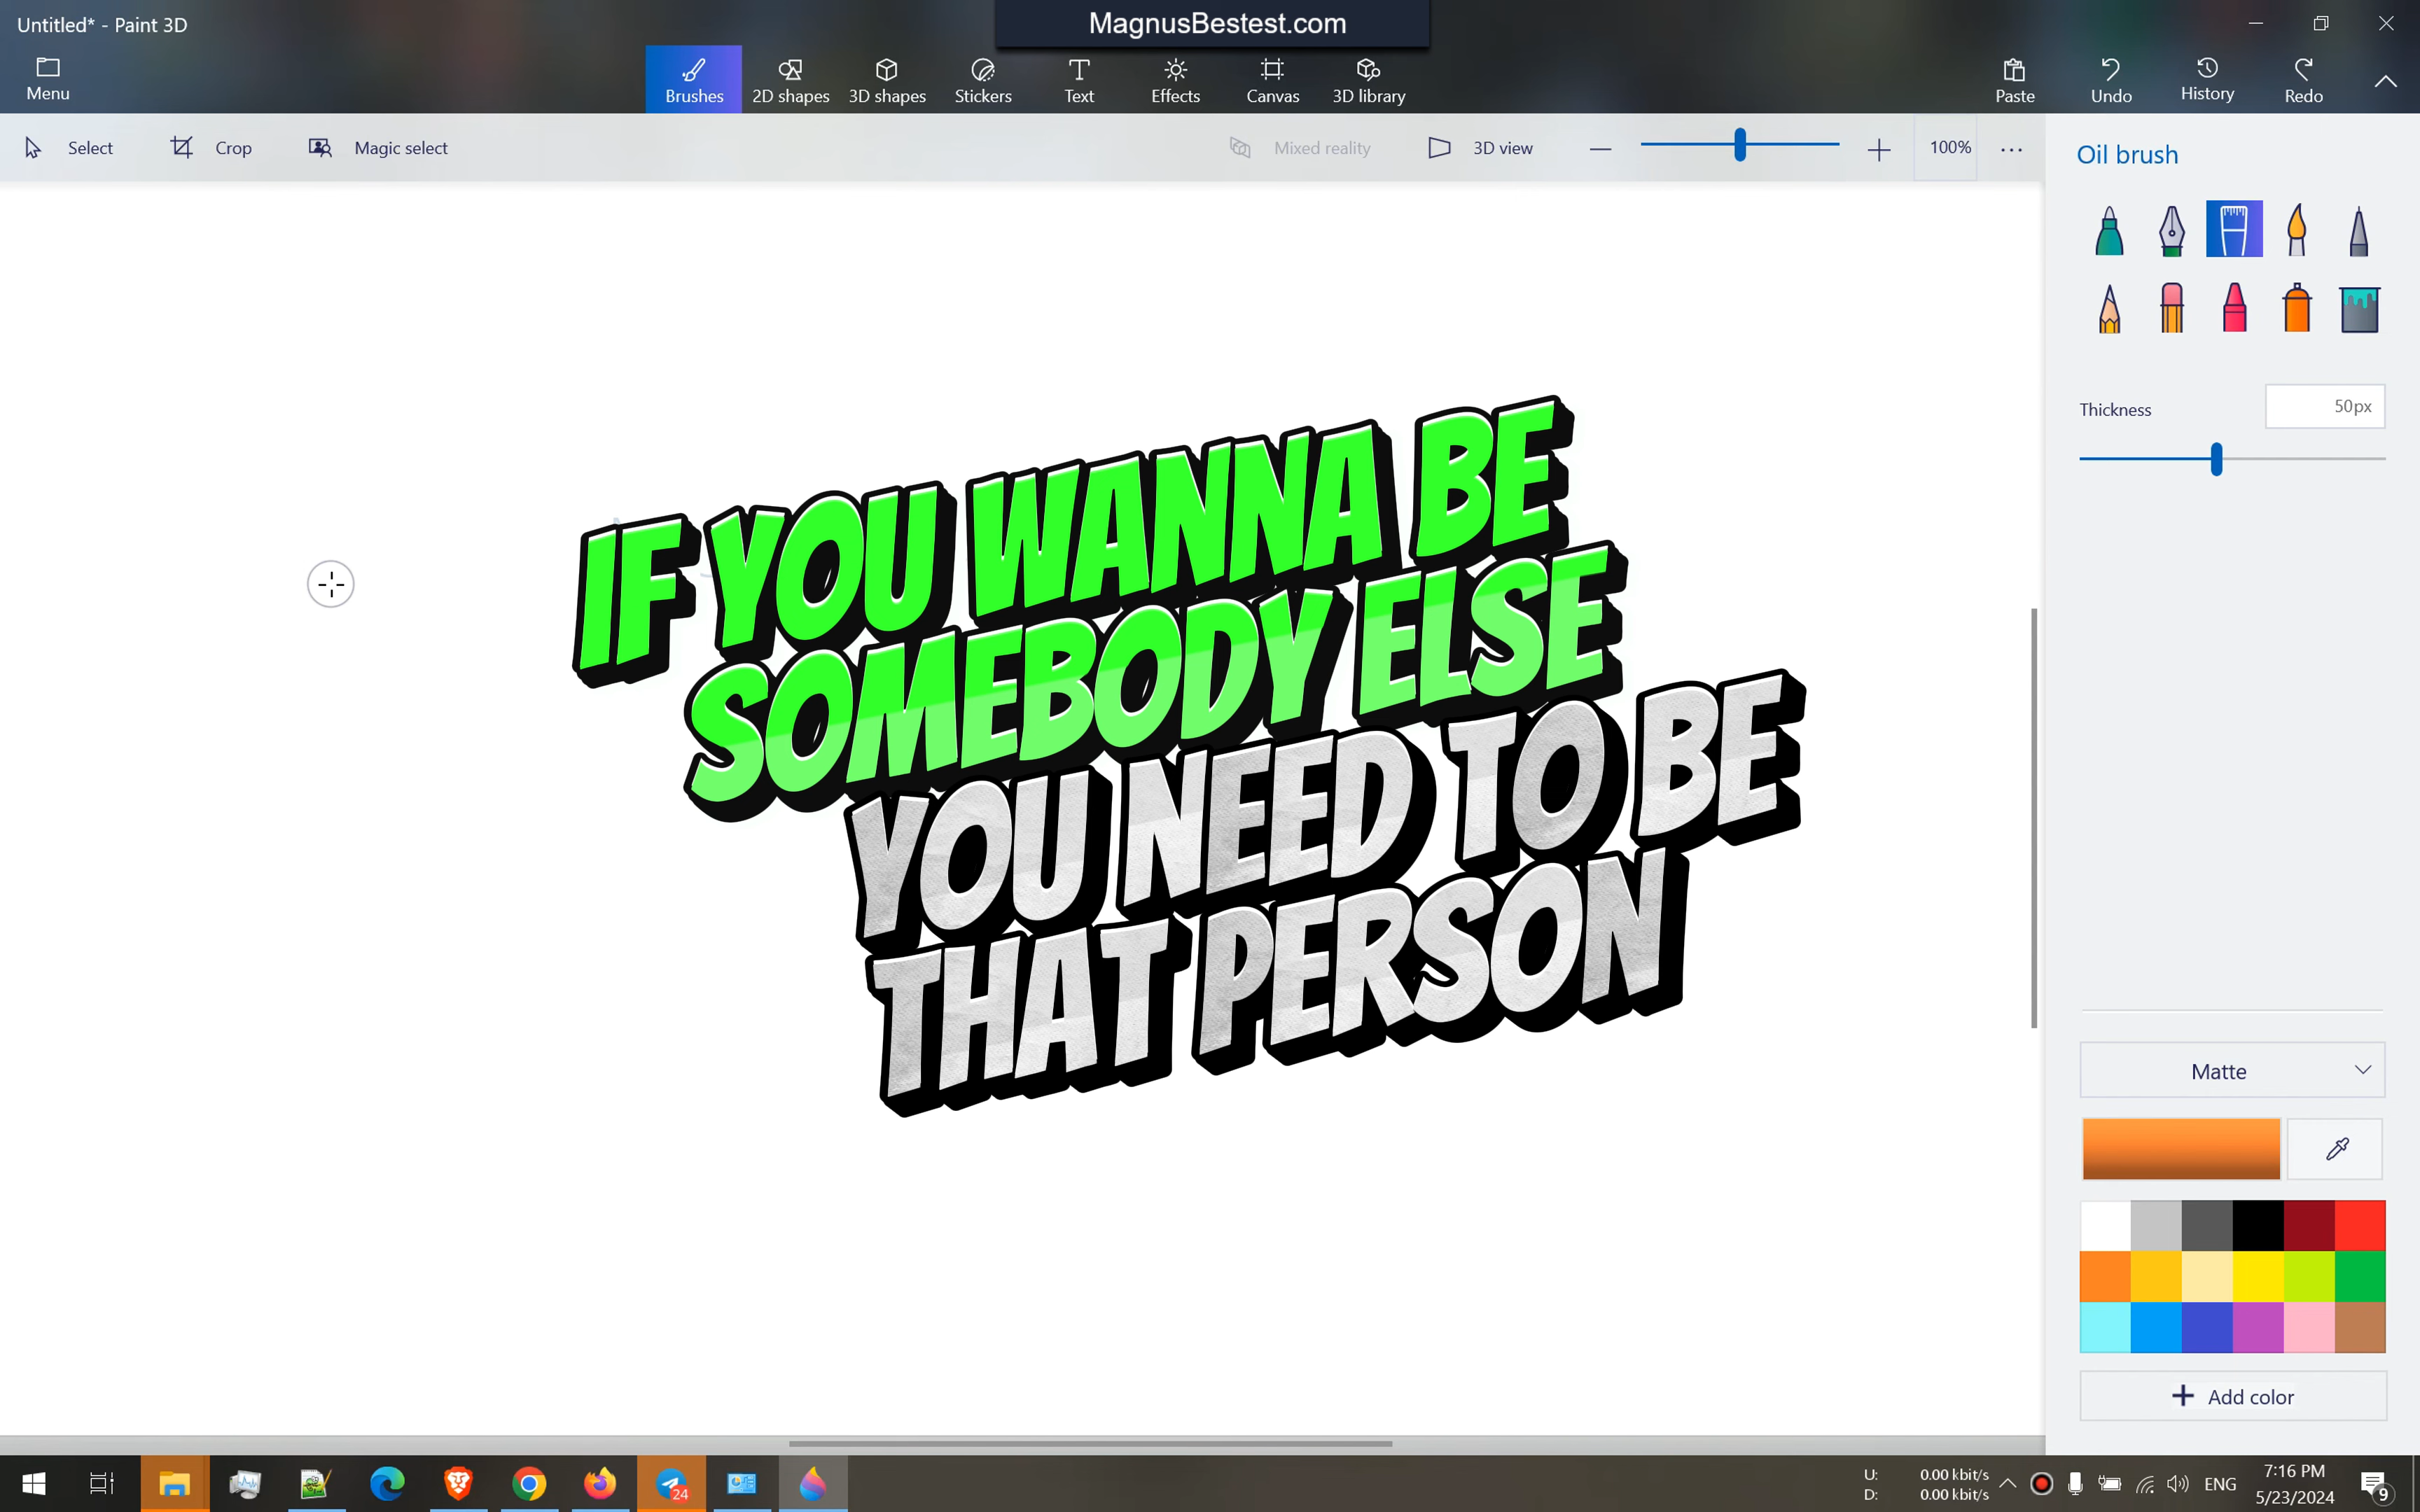 Untitled* - Paint 3D
MagnusBestest.com
Menu
Brushes
2D shapes
3D shapes
Stickers
Text
Effects
Canvas
3D library
Paste
Undo
History
Redo
Select
Crop
Magic select
Mixed reality
3D view
100%
Oil brush
Thickness
50px
IF YOU WANNA BE
SOMEBODY ELSE
YOU NEED TO BE
THAT PERSON
Matte
Add color
24
U: 0.00 kbit/s
D: 0.00 kbit/s
ENG
7:16 PM
5/23/2024
9